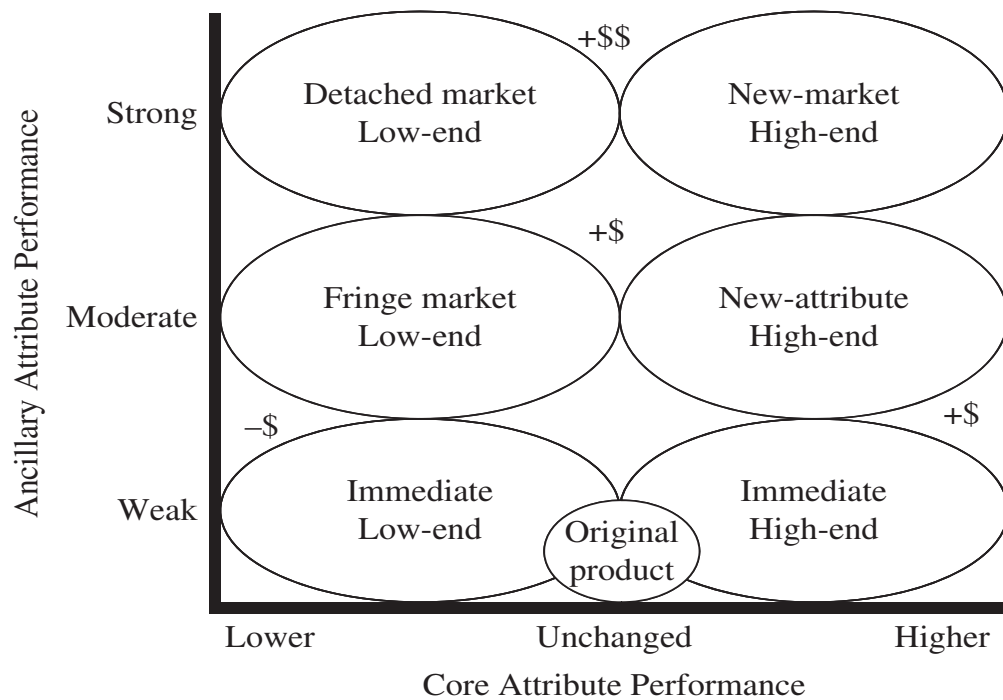 +$$
Detached market
Low-end
New-market
High-end
Strong
+$
Fringe market
Low-end
New-attribute
High-end
Moderate
–$
+$
Immediate
Low-end
Immediate
High-end
Weak
Original
product
Lower
Unchanged
Higher
Core Attribute Performance
Ancillary Attribute Performance